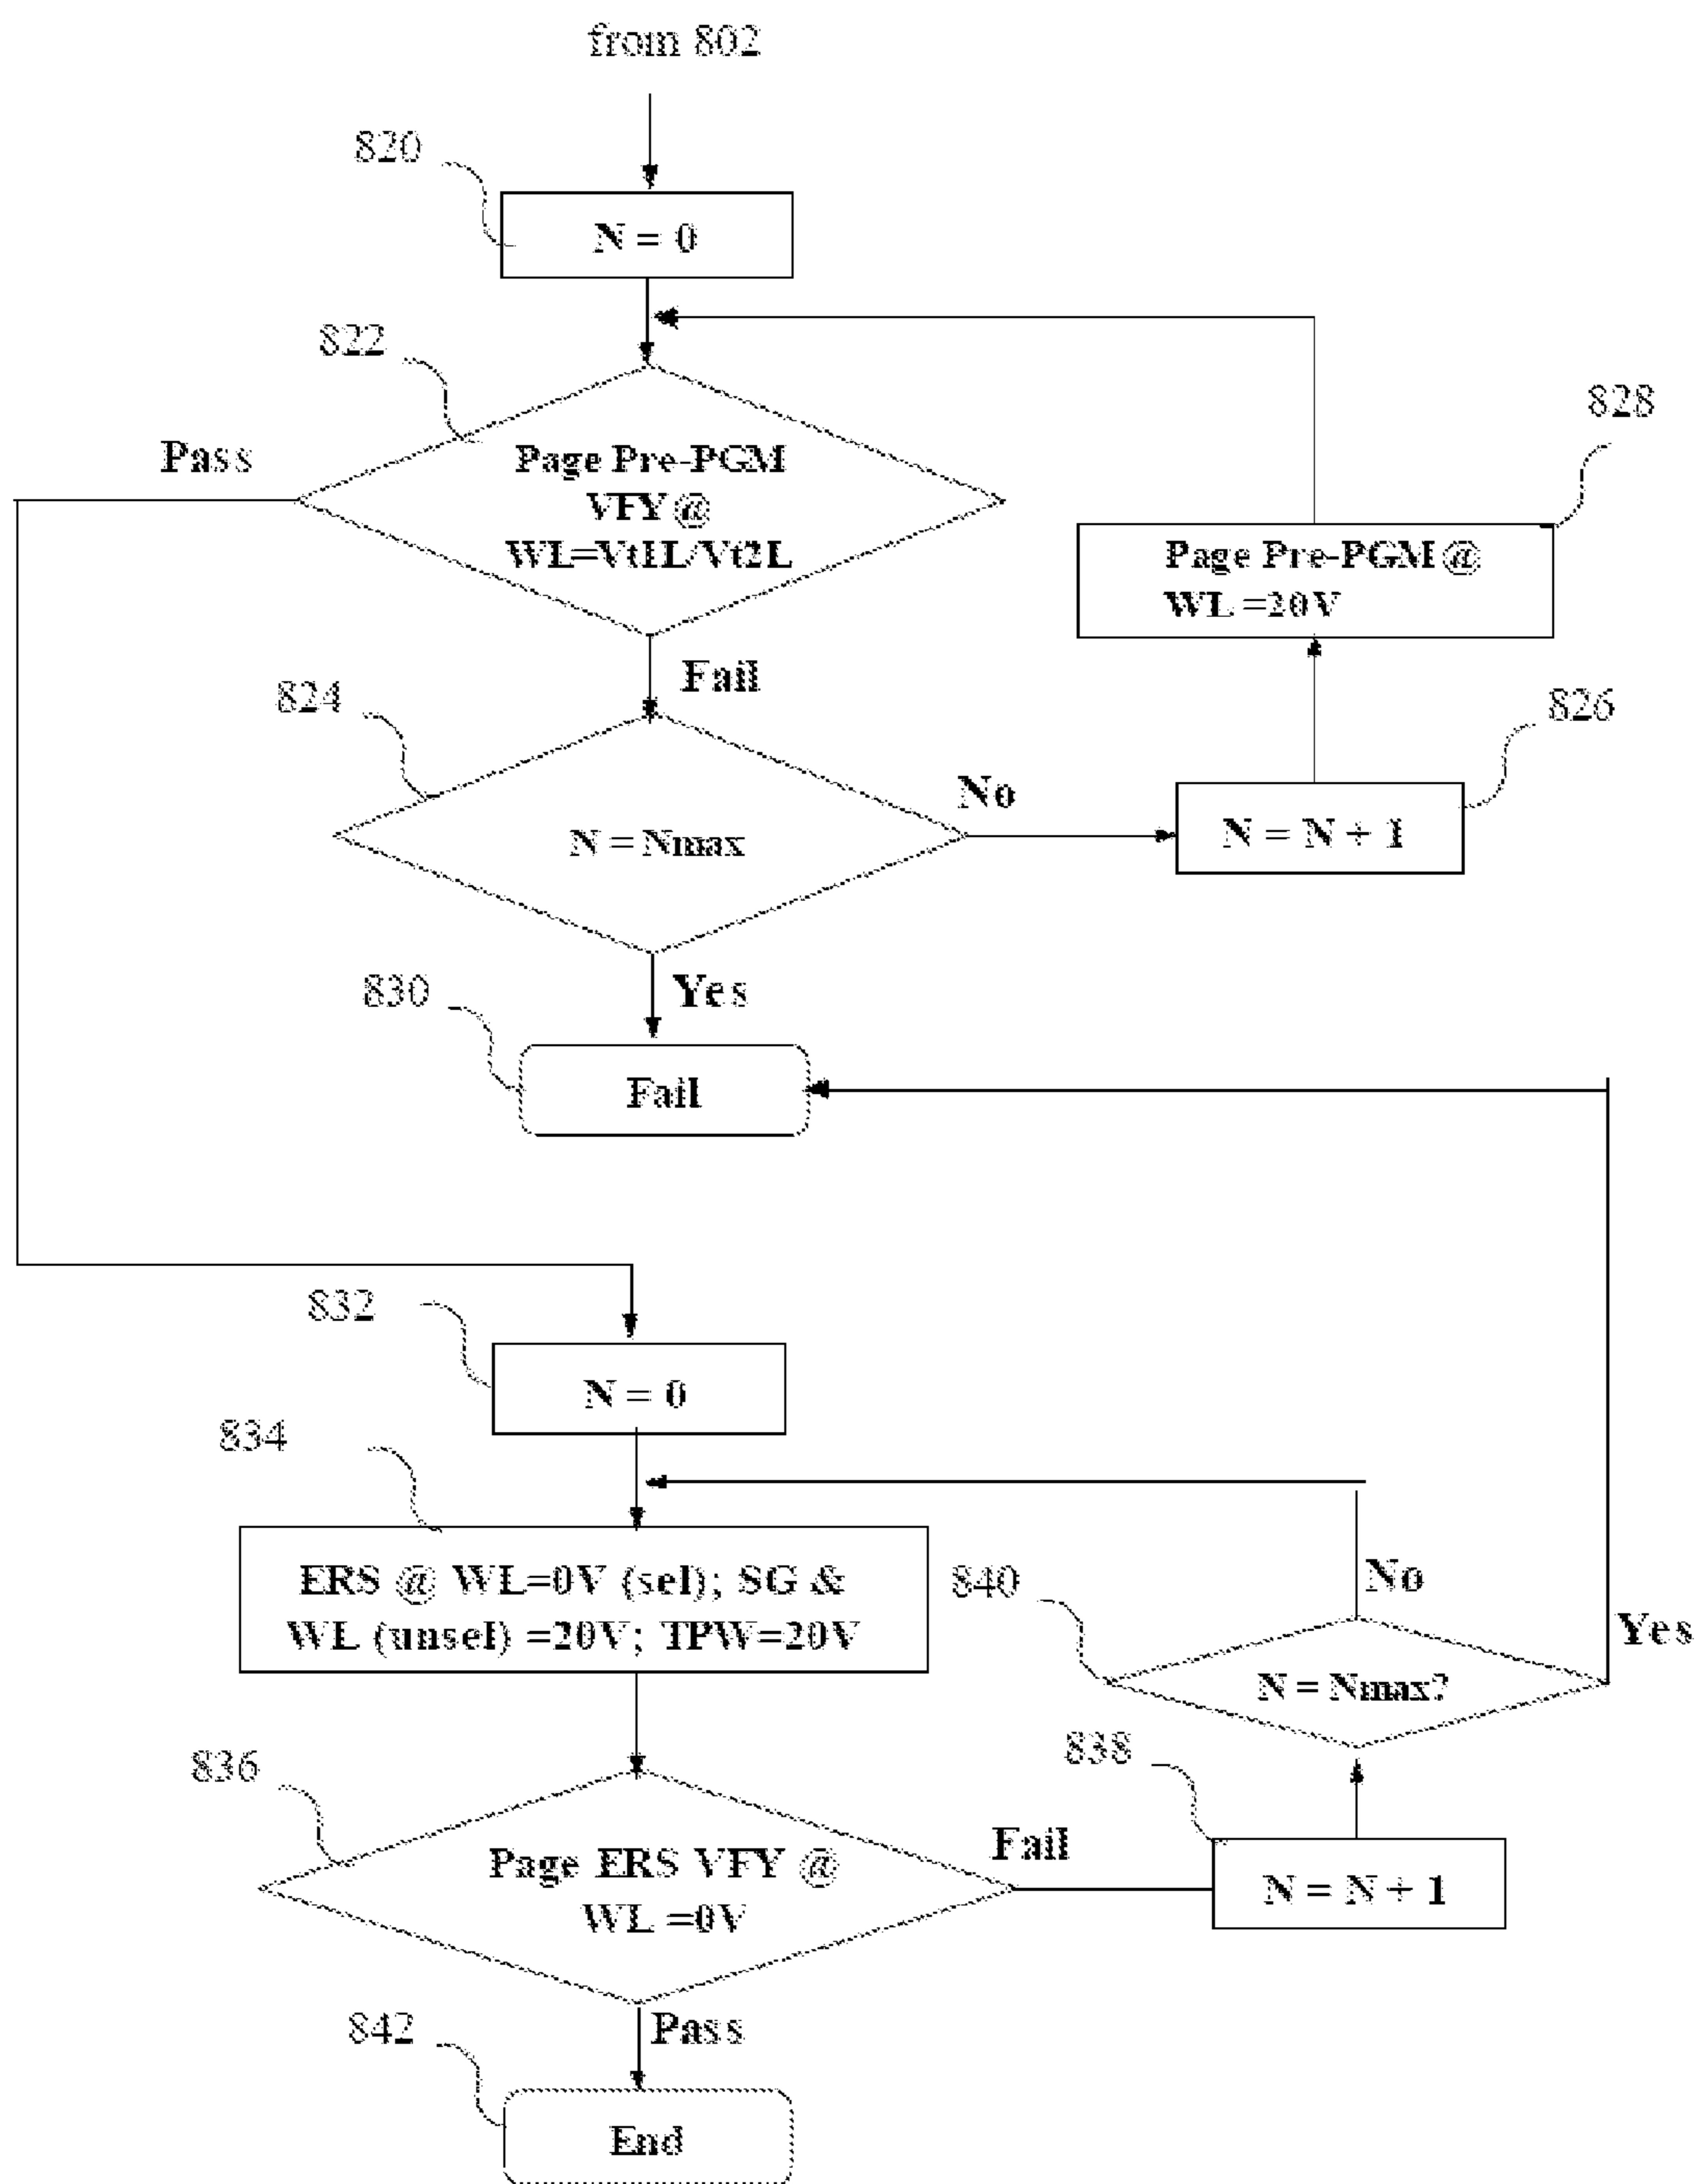 from 802
820
N = 0
822
Pass
Page Pre-PGM
VFY @
WL=Vt1L/Vt2L
828
Page Pre-PGM @
WL =20V
Fail
824
826
No
N = Nmax
N = N + 1
830
Yes
Fail
832
N = 0
834
ERS @ WL=0V (sel); SG &
WL (unsel) =20V; TPW=20V
840
No
Yes
N = Nmax?
836
838
Page ERS VFY @
WL =0V
Fail
N = N + 1
842
Pass
End